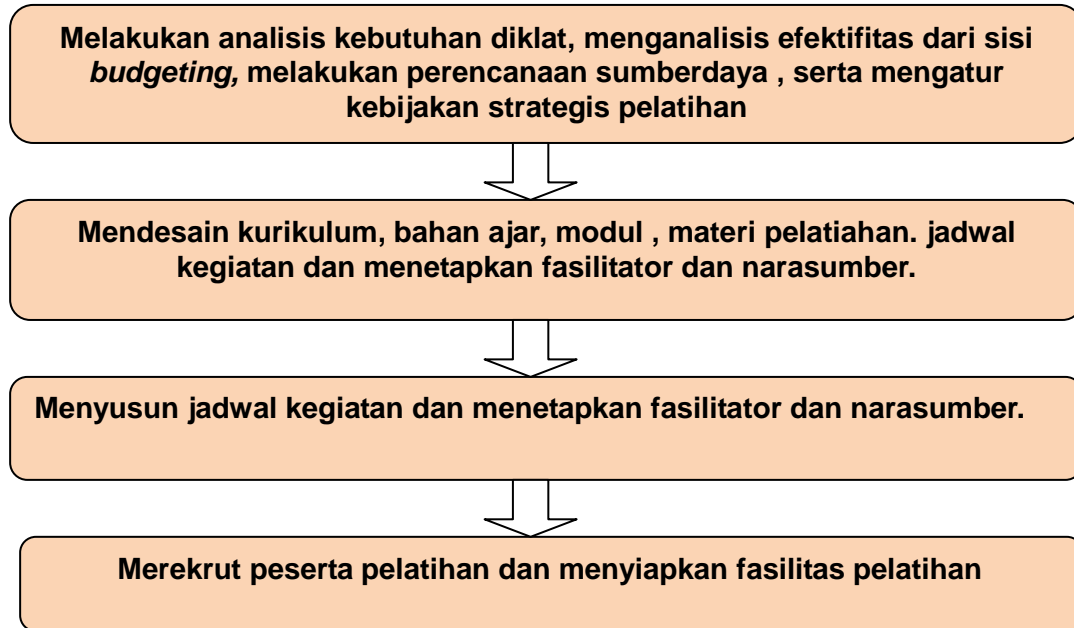 Melakukan analisis kebutuhan diklat, menganalisis efektifitas dari sisi
budgeting, melakukan perencanaan sumberdaya , serta mengatur
kebijakan strategis pelatihan
Mendesain kurikulum, bahan ajar, modul , materi pelatiahan. jadwal
kegiatan dan menetapkan fasilitator dan narasumber.
Menyusun jadwal kegiatan dan menetapkan fasilitator dan narasumber.
Merekrut peserta pelatihan dan menyiapkan fasilitas pelatihan